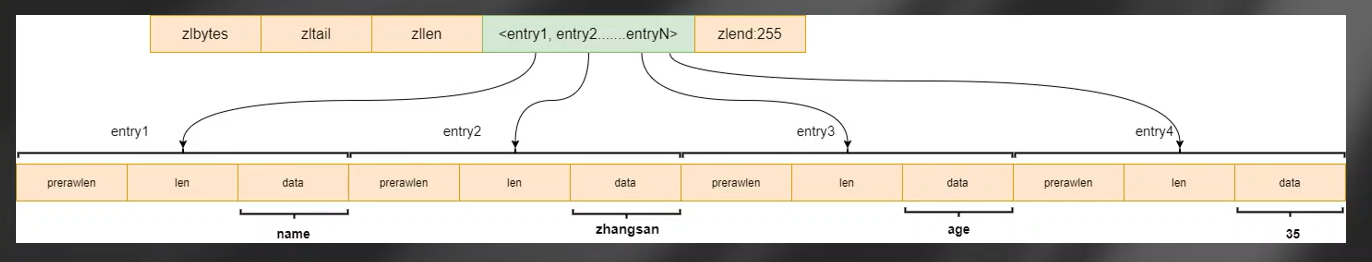 zlbytes zltail zllen <entry1, entry2.......entryN> zlend:255
entry1 entry2 entry3 entry4
prerawlen len data prerawlen len data prerawlen len data prerawlen len data
name zhangsan age 35